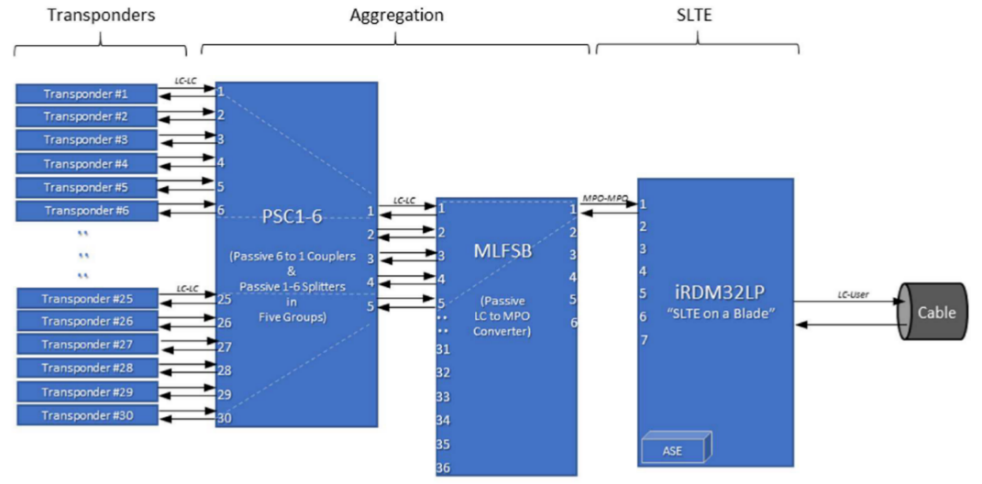 Transponders
Aggregation
SLTE
LC-LC
Transponder #1
Transponder #2
Transponder #3
Transponder #4
Transponder #5
Transponder #6
LC-LC
Transponder #25
Transponder #26
Transponder #27
Transponder #28
Transponder #29
Transponder #30
1
2
3
4
5
6
25
26
27
28
29
30
PSC1-6
(Passive 6 to 1 Couplers
&
Passive 1-6 Splitters
in
Five Groups)
1
2
3
4
5
LC-LC
1
2
3
4
5
31
32
33
34
35
36
MLFSB
(Passive
LC to MPO
Converter)
1
2
3
4
5
6
MPO-MPO
1
2
3
4
5
6
7
iRDM32LP
“SLTE on a Blade”
ASE
LC-User
Cable